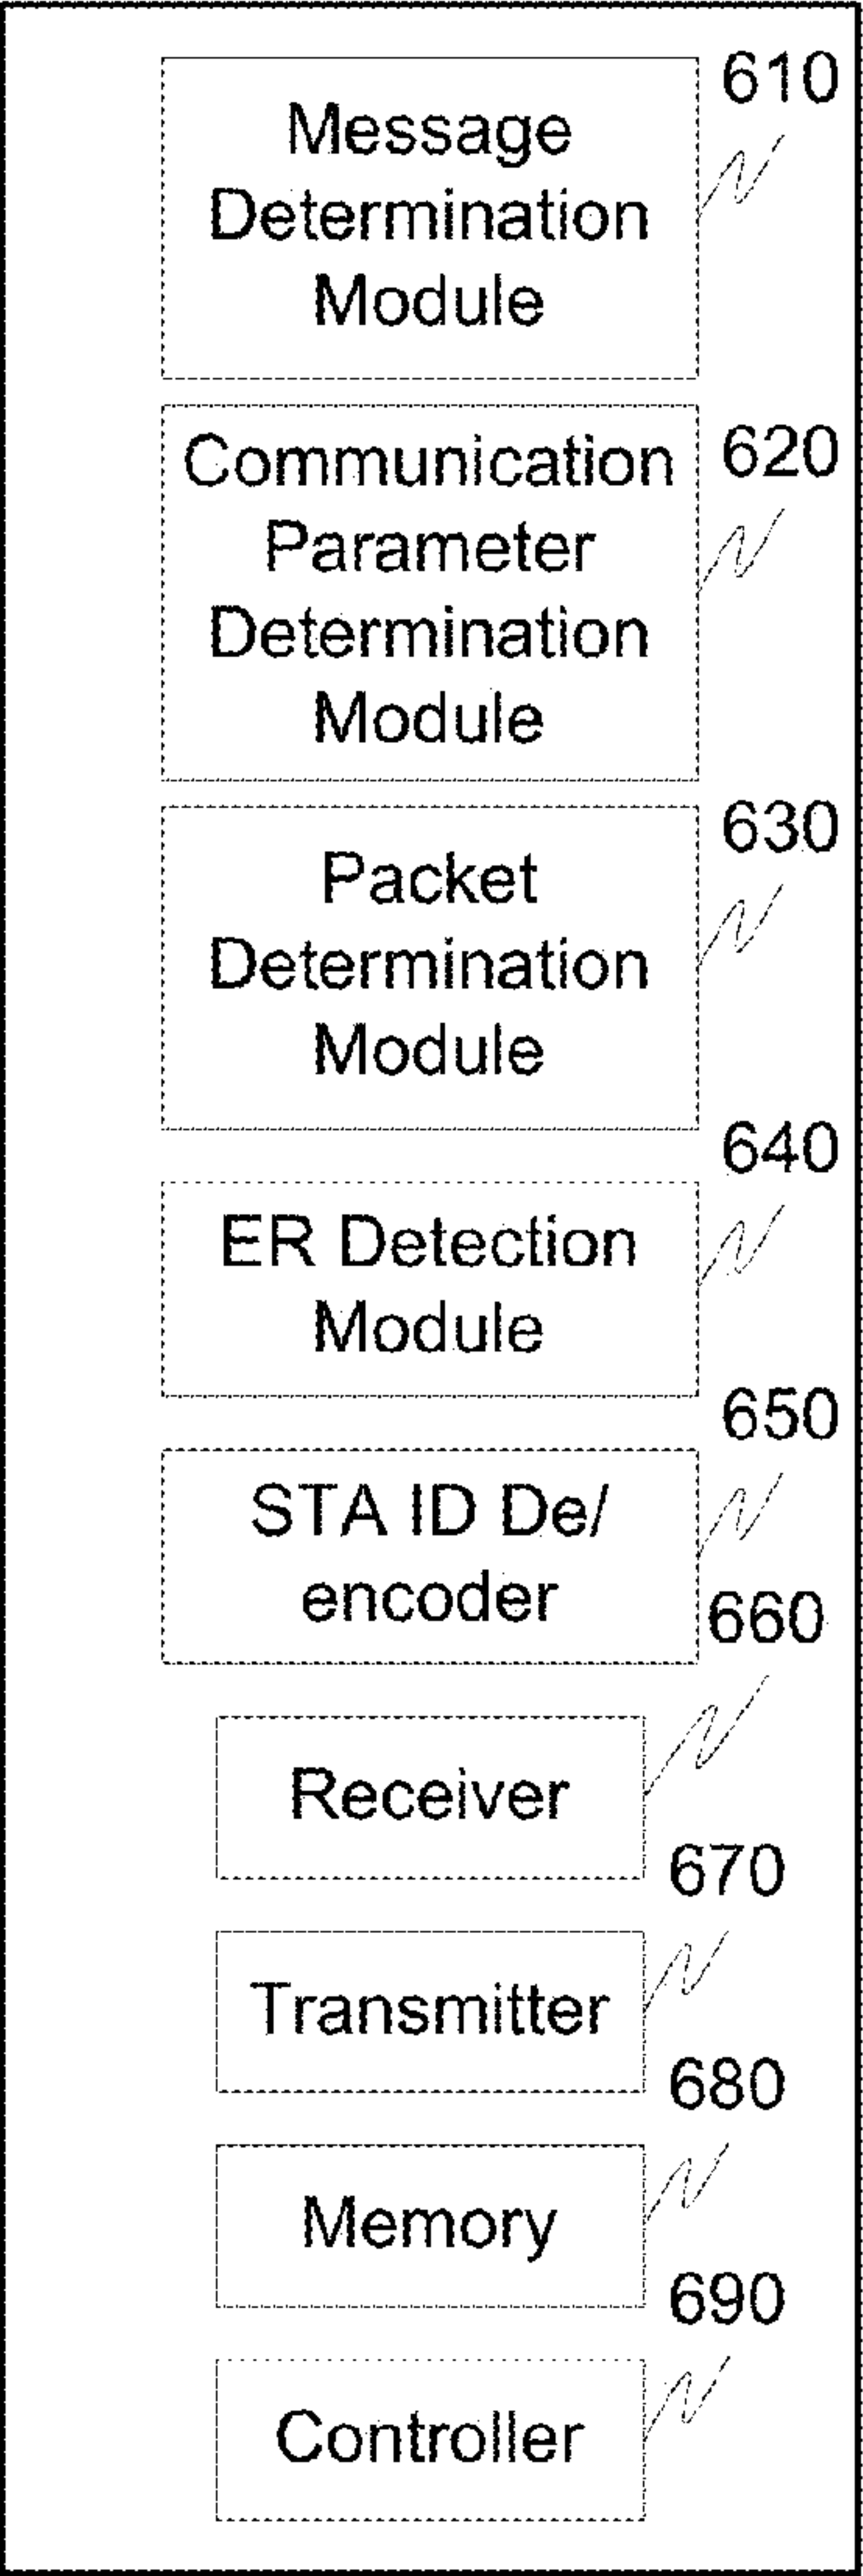 610
Message
Determination
Module
620
Communication
Parameter
Determination
Module
630
Packet
Determination
Module
640
ER Detection
Module
650
STA ID De/
encoder
660
Receiver
670
Transmitter
680
Memory
690
Controller